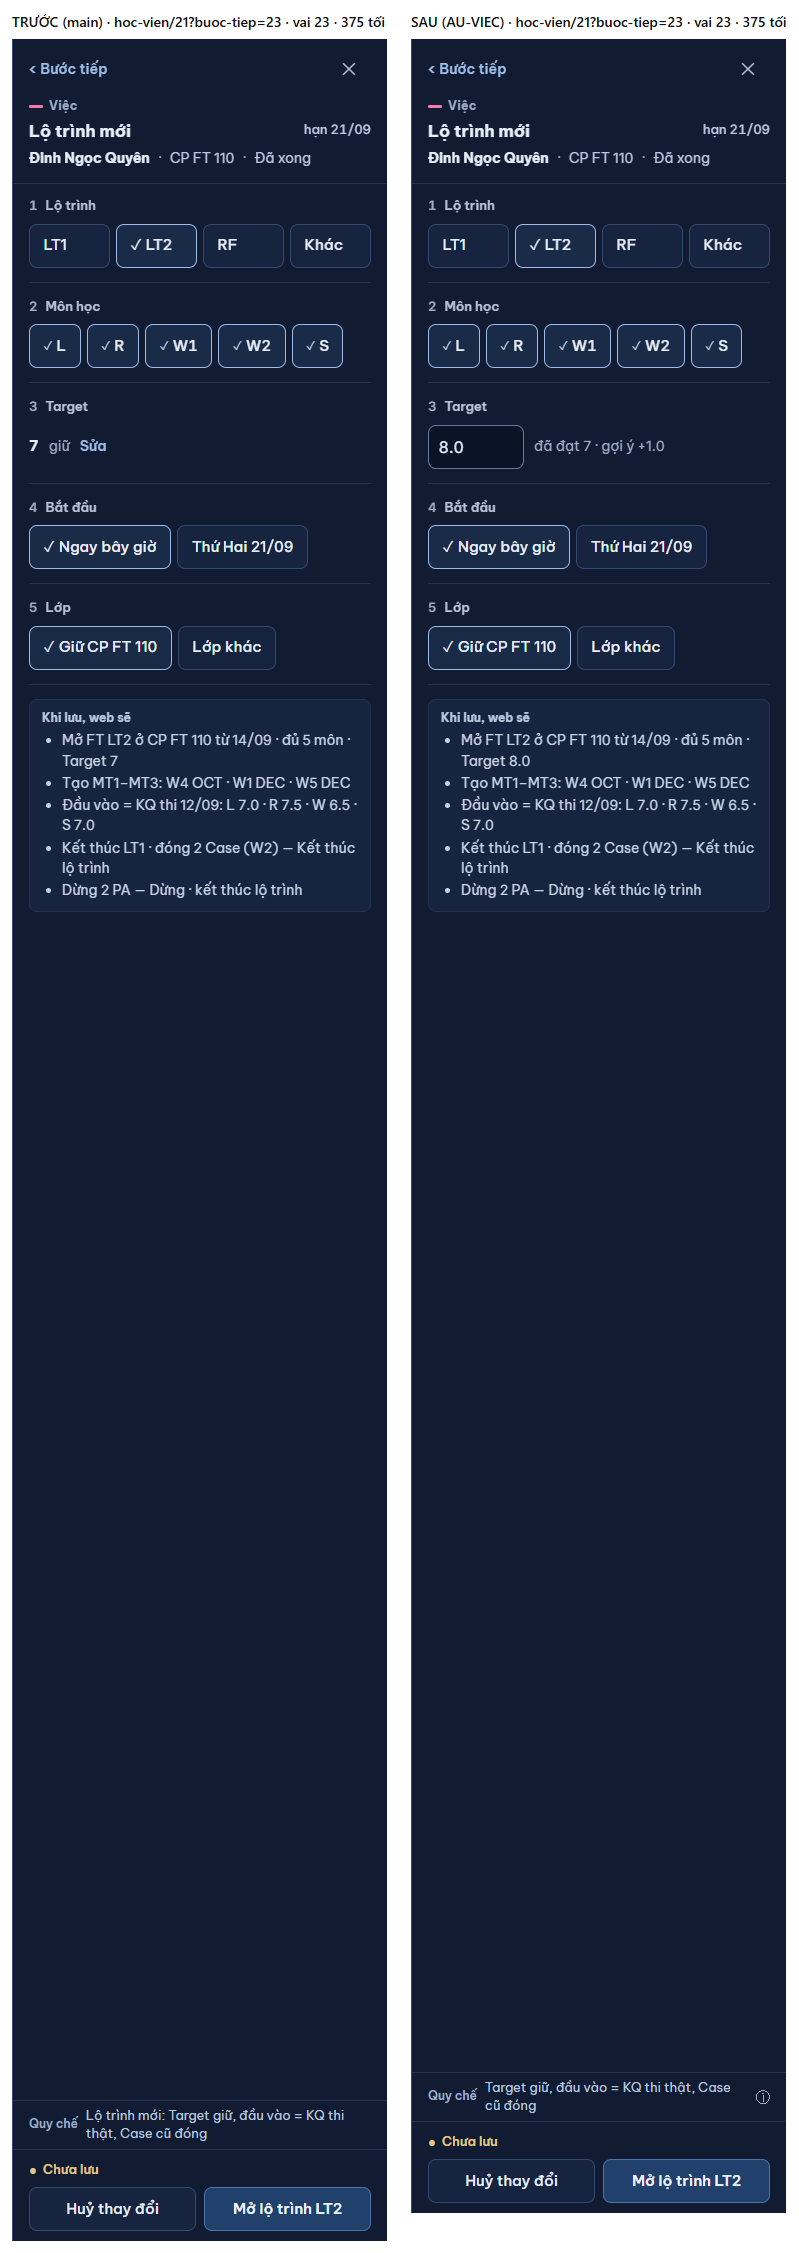 TRƯỚC (main) · hoc-vien/21?buoc-tiep=23 · vai 23 · 375 tối
‹ Bước tiếp
Việc
Lộ trình mới
hạn 21/09
Đinh Ngọc Quyên · CP FT 110 · Đã xong
1 Lộ trình
LT1
✓ LT2
RF
Khác
2 Môn học
✓ L
✓ R
✓ W1
✓ W2
✓ S
3 Target
7 giữ Sửa
4 Bắt đầu
✓ Ngay bây giờ
Thứ Hai 21/09
5 Lớp
✓ Giữ CP FT 110
Lớp khác
Khi lưu, web sẽ
• Mở FT LT2 ở CP FT 110 từ 14/09 · đủ 5 môn ·
Target 7
• Tạo MT1–MT3: W4 OCT · W1 DEC · W5 DEC
• Đầu vào = KQ thi 12/09: L 7.0 · R 7.5 · W 6.5 ·
S 7.0
• Kết thúc LT1 · đóng 2 Case (W2) — Kết thúc
lộ trình
• Dừng 2 PA — Dừng · kết thúc lộ trình
Quy chế
Lộ trình mới: Target giữ, đầu vào = KQ thi
thật, Case cũ đóng
Chưa lưu
Huỷ thay đổi
Mở lộ trình LT2
SAU (AU-VIEC) · hoc-vien/21?buoc-tiep=23 · vai 23 · 375 tối
‹ Bước tiếp
Việc
Lộ trình mới
hạn 21/09
Đinh Ngọc Quyên · CP FT 110 · Đã xong
1 Lộ trình
LT1
✓ LT2
RF
Khác
2 Môn học
✓ L
✓ R
✓ W1
✓ W2
✓ S
3 Target
8.0
đã đạt 7 · gợi ý +1.0
4 Bắt đầu
✓ Ngay bây giờ
Thứ Hai 21/09
5 Lớp
✓ Giữ CP FT 110
Lớp khác
Khi lưu, web sẽ
• Mở FT LT2 ở CP FT 110 từ 14/09 · đủ 5 môn ·
Target 8.0
• Tạo MT1–MT3: W4 OCT · W1 DEC · W5 DEC
• Đầu vào = KQ thi 12/09: L 7.0 · R 7.5 · W 6.5 ·
S 7.0
• Kết thúc LT1 · đóng 2 Case (W2) — Kết thúc
lộ trình
• Dừng 2 PA — Dừng · kết thúc lộ trình
Quy chế
Target giữ, đầu vào = KQ thi thật, Case
cũ đóng
Chưa lưu
Huỷ thay đổi
Mở lộ trình LT2